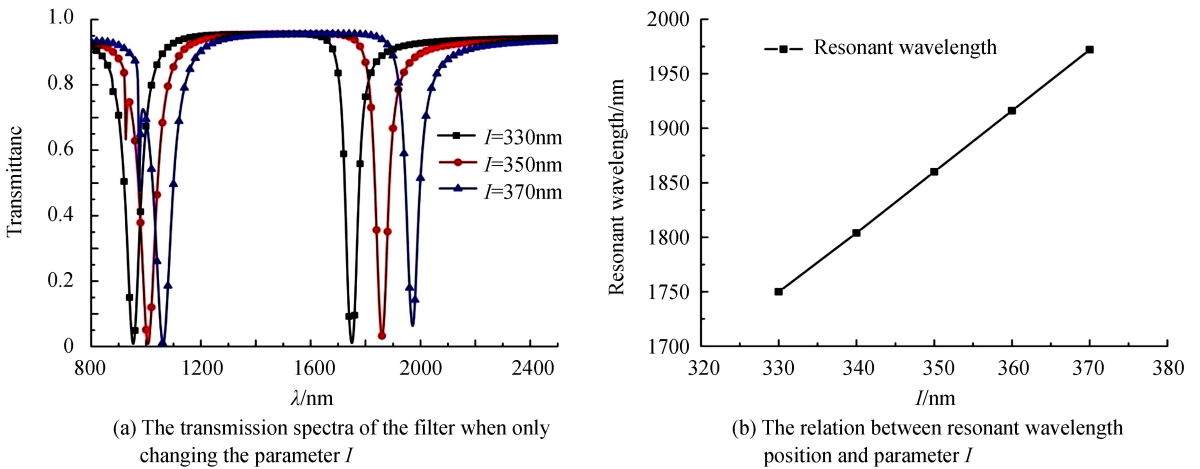 1.0
0.8
0.6
0.4
0.2
0
Transmittanc
800
1200
1600
2000
2400
λ/nm
I=330nm
I=350nm
I=370nm
(a) The transmission spectra of the filter when only
changing the parameter I
2000
1950
1900
1850
1800
1750
1700
Resonant wavelength/nm
Resonant wavelength
320
330
340
350
360
370
380
I/nm
(b) The relation between resonant wavelength
position and parameter I